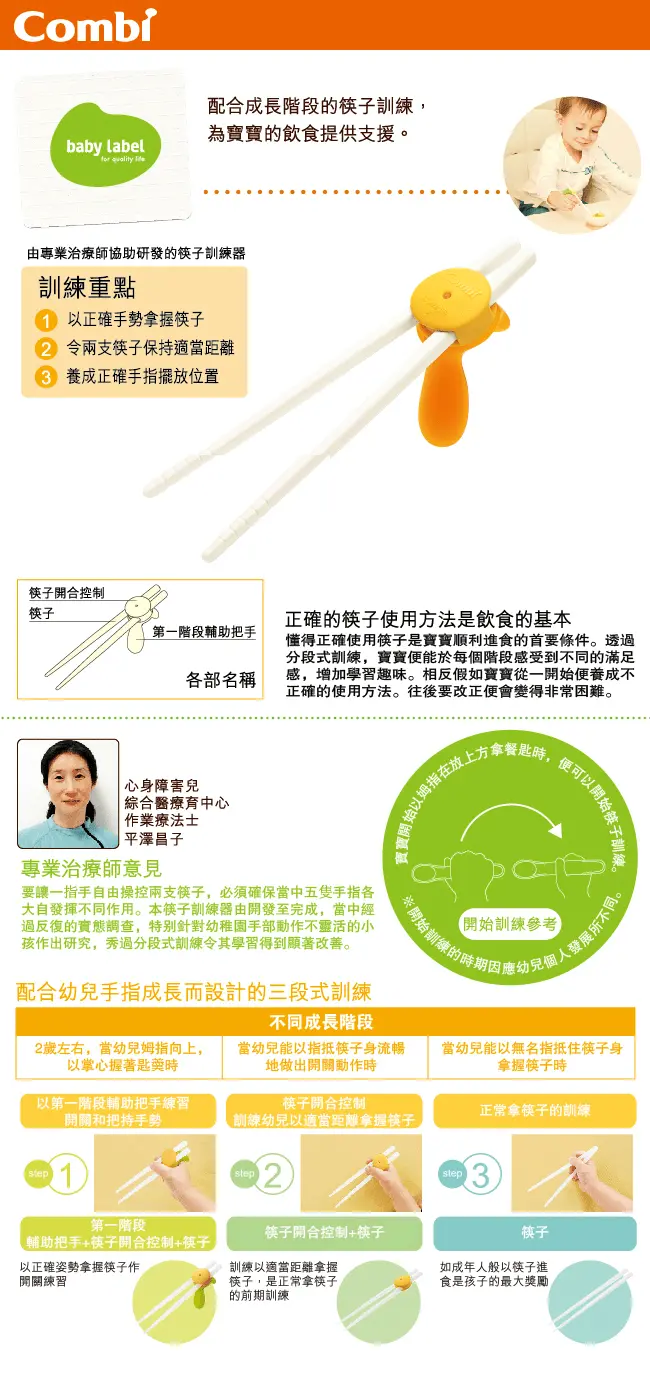 Combi
baby label
for quality life
配合成長階段的筷子訓練，
為寶寶的飲食提供支援。
由專業治療師協助研發的筷子訓練器
訓練重點
1 以正確手勢拿握筷子
2 令兩支筷子保持適當距離
3 養成正確手指擺放位置
Combi
筷子開合控制
筷子
第一階段輔助把手
各部名稱
正確的筷子使用方法是飲食的基本
懂得正確使用筷子是寶寶順利進食的首要條件。透過
分段式訓練，寶寶便能於每個階段感受到不同的滿足
感，增加學習趣味。相反假如寶寶從一開始便養成不
正確的使用方法。往後要改正便會變得非常困難。
心身障害兒
綜合醫療育中心
作業療法士
平澤昌子
專業治療師意見
要讓一指手自由操控兩支筷子，必須確保當中五隻手指各
大自發揮不同作用。本筷子訓練器由開發至完成，當中經
過反復的實態調查，特別針對幼稚園手部動作不靈活的小
孩作出研究，秀過分段式訓練令其學習得到顯著改善。
寶寶開始以姆指在放上方拿餐匙時，便可以開始筷子訓練。
開始訓練參考
※開始訓練的時期因應幼兒個人發展所不同。
配合幼兒手指成長而設計的三段式訓練
不同成長階段
2歲左右，當幼兒姆指向上，
以掌心握著匙羹時
當幼兒能以指抵筷子身流暢
地做出開關動作時
當幼兒能以無名指抵住筷子身
拿握筷子時
以第一階段輔助把手練習
開關和把持手勢
筷子開合控制
訓練幼兒以適當距離拿握筷子
正常拿筷子的訓練
step 1
step 2
step 3
第一階段
輔助把手+筷子開合控制+筷子
筷子開合控制+筷子
筷子
以正確姿勢拿握筷子作
開關練習
訓練以適當距離拿握
筷子，是正常拿筷子
的前期訓練
如成年人般以筷子進
食是孩子的最大獎勵